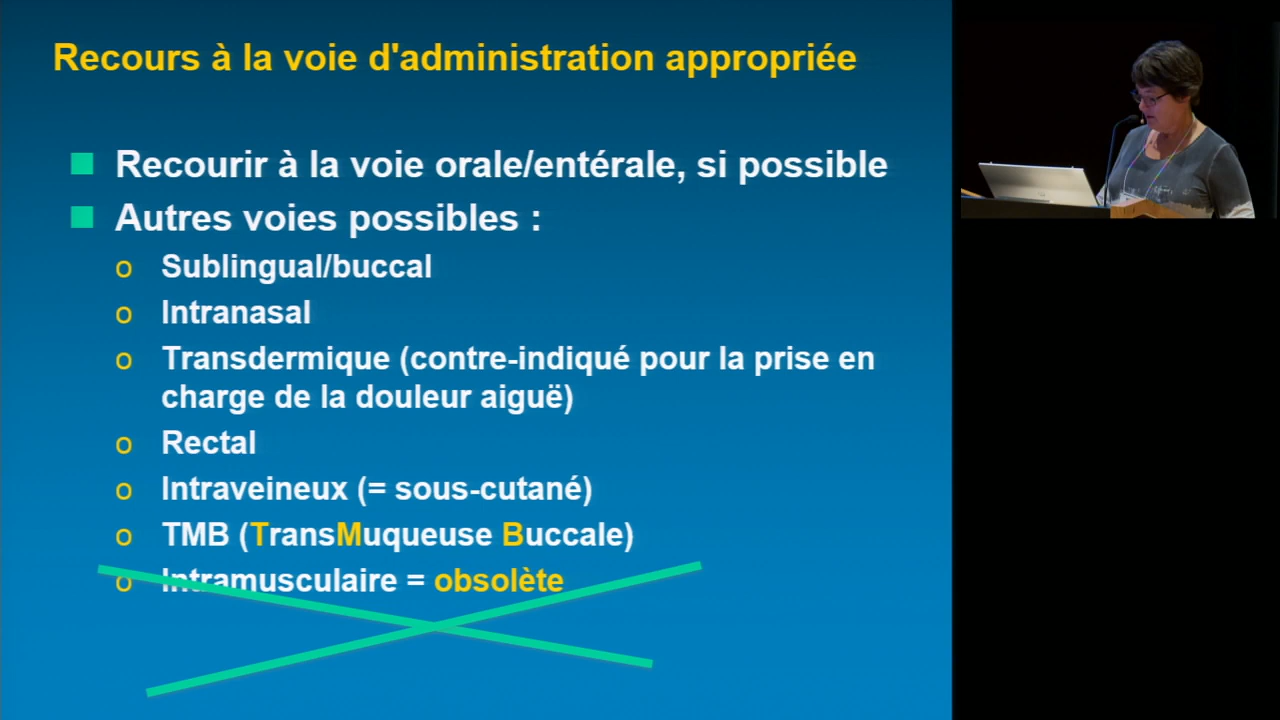 Recours à la voie d'administration appropriée
Recourir à la voie orale/entérale, si possible
Autres voies possibles :
o Sublingual/buccal
o Intranasal
o Transdermique (contre-indiqué pour la prise en
charge de la douleur aiguë)
o Rectal
o Intraveineux (= sous-cutané)
o TMB (TransMuqueuse Buccale)
o Intramusculaire = obsolète